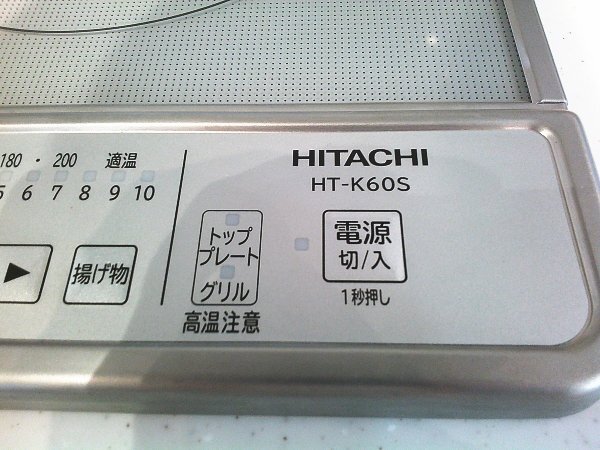 180・200 適温
6 7 8 9 10
▶
揚げ物
HITACHI
HT-K60S
トップ
プレート
グリル
高温注意
電源
切/入
1秒押し